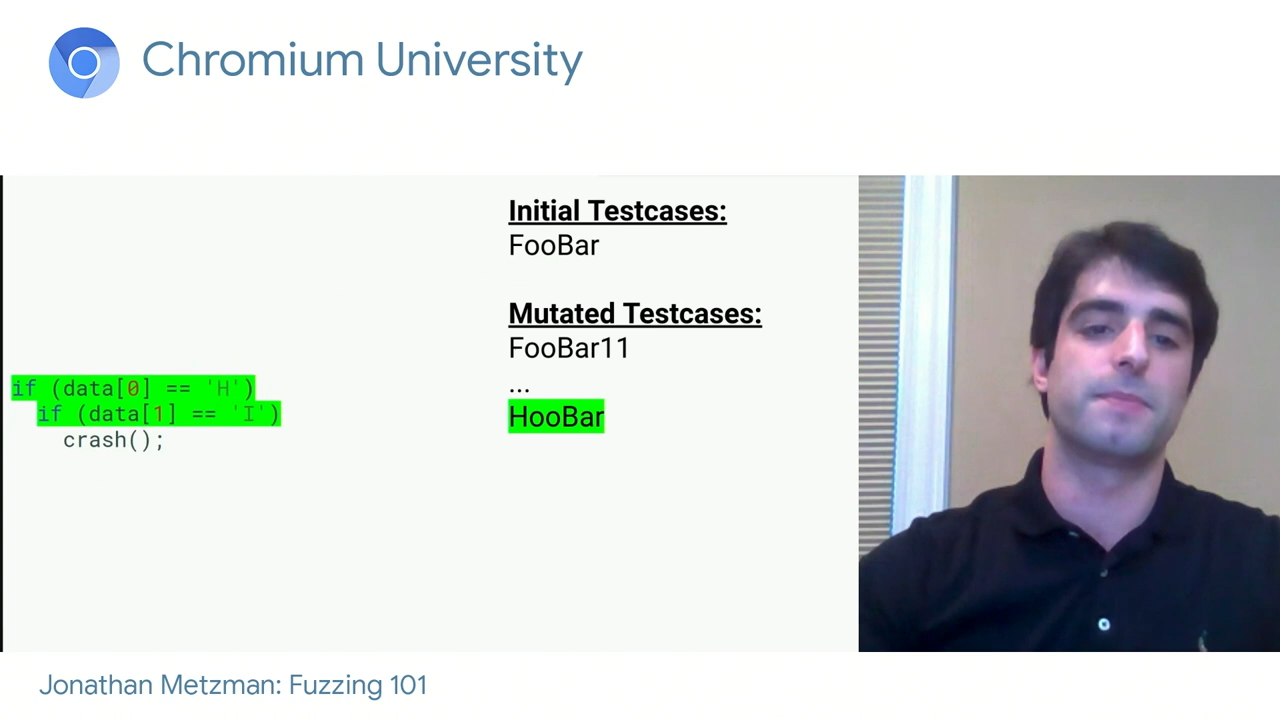 Chromium University
Initial Testcases:
FooBar
Mutated Testcases:
FooBar11
...
HooBar
if (data[0] == 'H')
if (data[1] == 'I')
crash();
Jonathan Metzman: Fuzzing 101